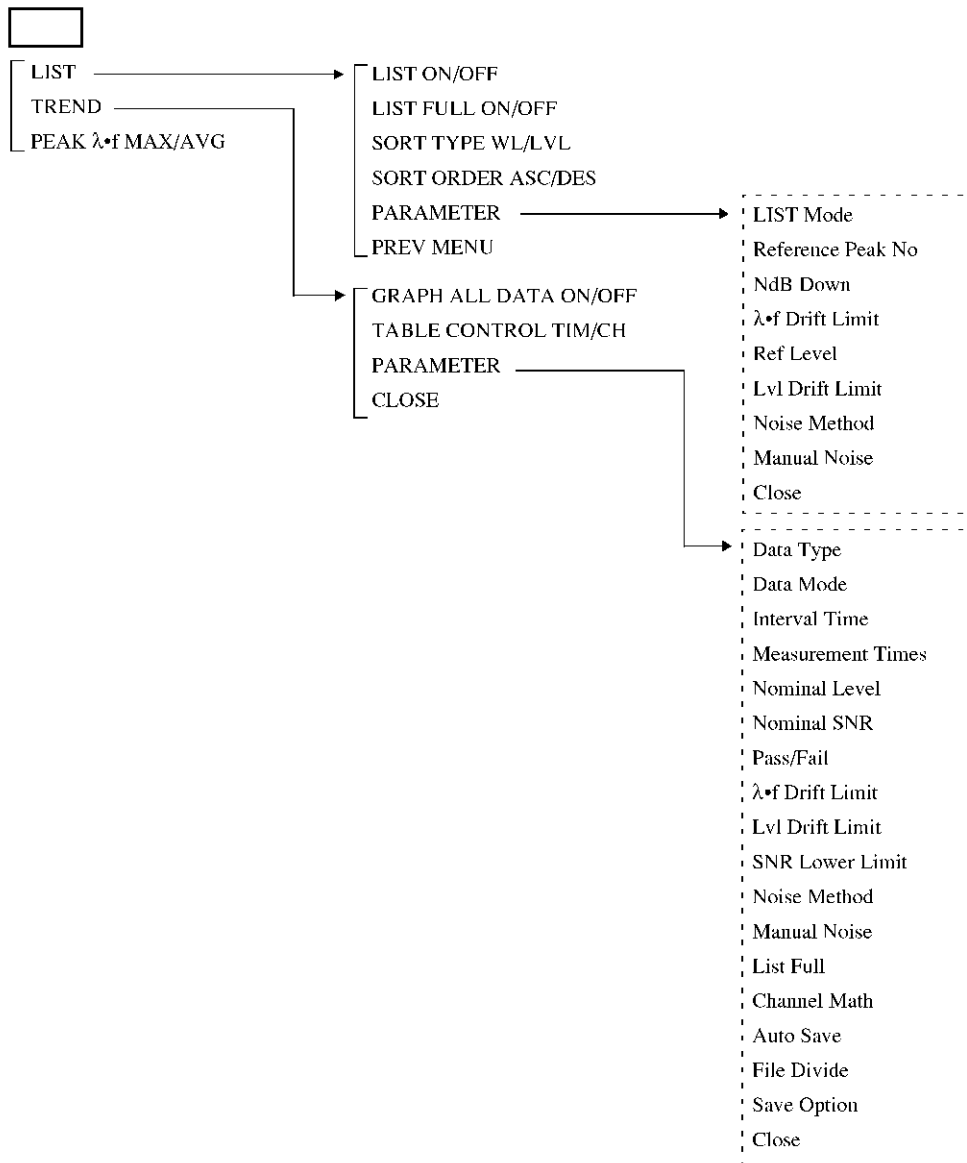 LIST
TREND
PEAK λ•f MAX/AVG
LIST ON/OFF
LIST FULL ON/OFF
SORT TYPE WL/LVL
SORT ORDER ASC/DES
PARAMETER
PREV MENU
GRAPH ALL DATA ON/OFF
TABLE CONTROL TIM/CH
PARAMETER
CLOSE
LIST Mode
Reference Peak No
NdB Down
λ•f Drift Limit
Ref Level
Lvl Drift Limit
Noise Method
Manual Noise
Close
Data Type
Data Mode
Interval Time
Measurement Times
Nominal Level
Nominal SNR
Pass/Fail
λ•f Drift Limit
Lvl Drift Limit
SNR Lower Limit
Noise Method
Manual Noise
List Full
Channel Math
Auto Save
File Divide
Save Option
Close